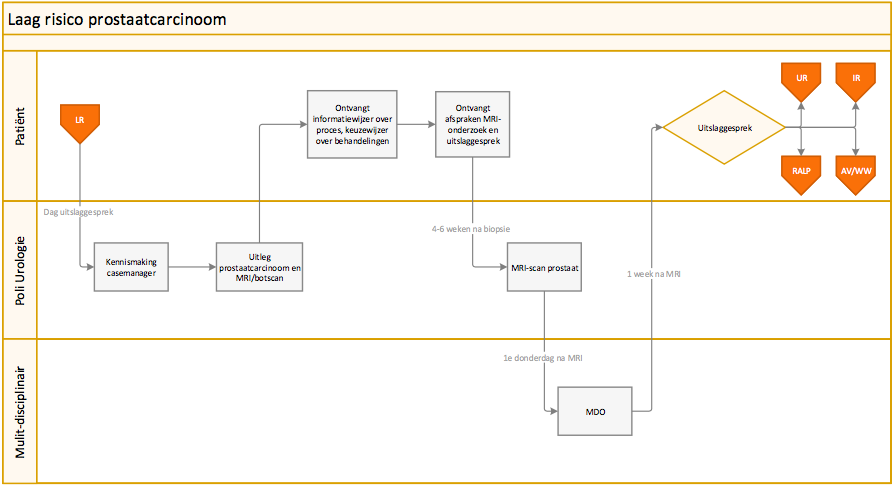 Laag risico prostaatcarcinoom
Patiënt
LR
Ontvangt
informatiewijzer over
proces, keuzewijzer
over behandelingen
Ontvangt
afspraken MRI-
onderzoek en
uitslaggesprek
Uitslaggesprek
UR
IR
RALP
AV/WW
Dag uitslaggesprek
4-6 weken na biopsie
1 week na MRI
Poli Urologie
Kennismaking
casemanager
Uitleg
prostaatcarcinoom en
MRI/botscan
MRI-scan prostaat
1e donderdag na MRI
Mulit-disciplinair
MDO